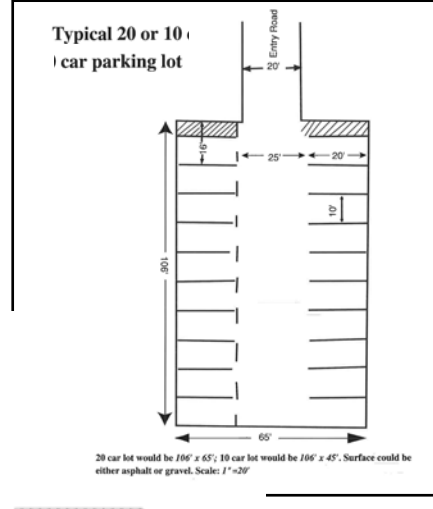 Typical 20 or 10
car parking lot
Entry Road
20'
16'
25'
20'
10'
106'
65'
20 car lot would be 106' x 65'; 10 car lot would be 106' x 45'. Surface could be
either asphalt or gravel. Scale: 1"=20'